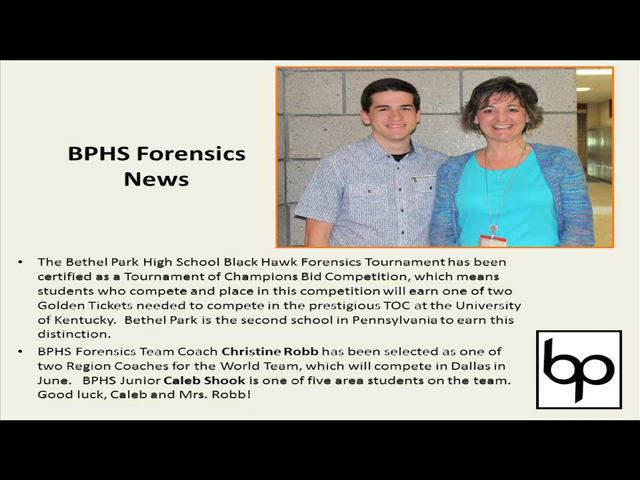 BPHS Forensics
News
• The Bethel Park High School Black Hawk Forensics Tournament has been
certified as a Tournament of Champions Bid Competition, which means
students who compete and place in this competition will earn one of two
Golden Tickets needed to compete in the prestigious TOC at the University
of Kentucky.  Bethel Park is the second school in Pennsylvania to earn this
distinction.
• BPHS Forensics Team Coach Christine Robb has been selected as one of
two Region Coaches for the World Team, which will compete in Dallas in
June.   BPHS Junior Caleb Shook is one of five area students on the team.
Good luck, Caleb and Mrs. Robb!
bp